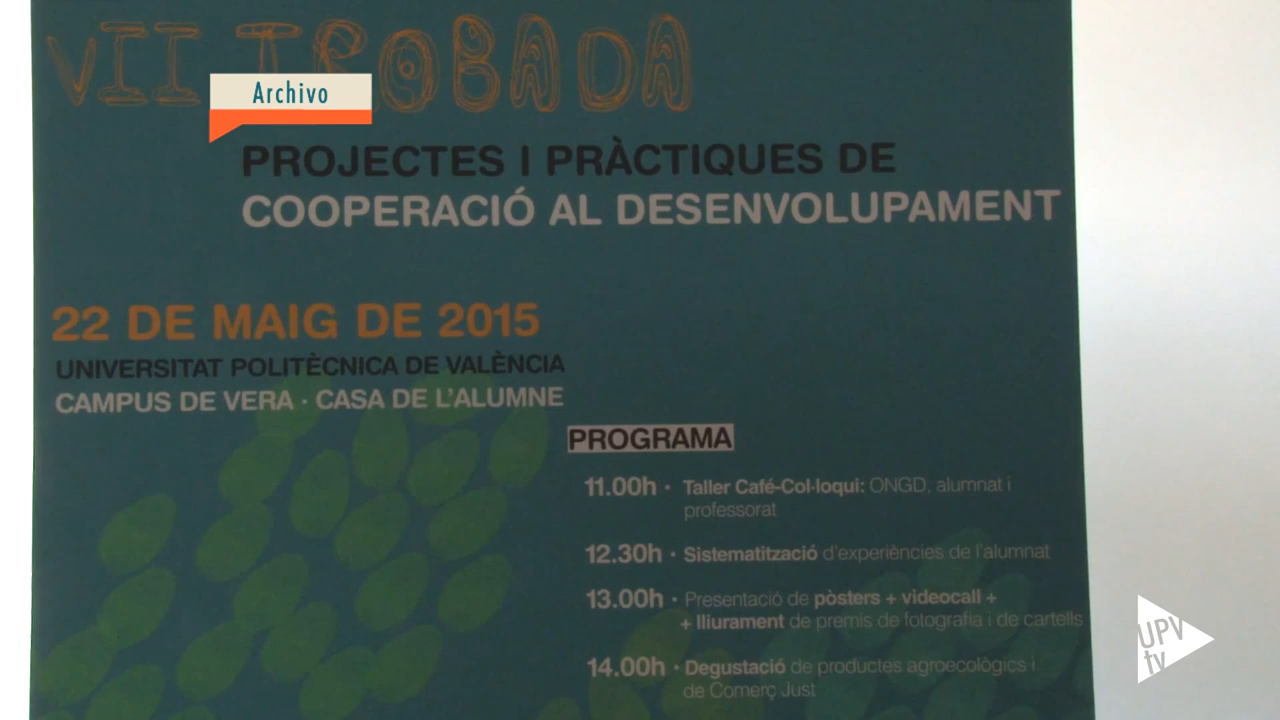 VII TROBADA
Archivo
PROJECTES I PRÀCTIQUES DE
COOPERACIÓ AL DESENVOLUPAMENT
22 DE MAIG DE 2015
UNIVERSITAT POLITÈCNICA DE VALÈNCIA
CAMPUS DE VERA · CASA DE L'ALUMNE
PROGRAMA
11.00h · Taller Café-Col·loqui: ONGD, alumnat i
professorat
12.30h · Sistematització d'experiències de l'alumnat
13.00h · Presentació de pòsters + videocall +
+ lliurament de premis de fotografia i de cartells
14.00h · Degustació de productes agroecològics i
de Comerç Just
UPV
tv